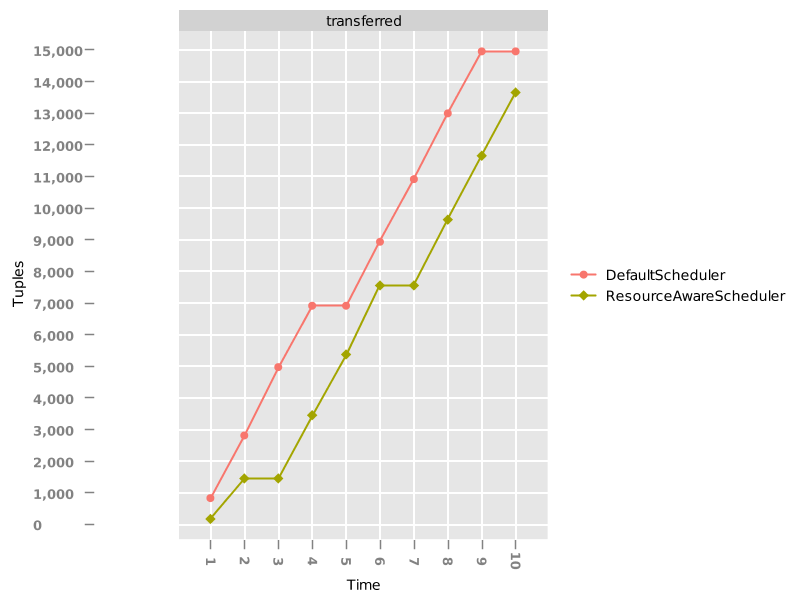 transferred
15,000
14,000
13,000
12,000
11,000
10,000
9,000
8,000
7,000
6,000
5,000
4,000
3,000
2,000
1,000
0
Tuples
1 2 3 4 5 6 7 8 9 10
Time
DefaultScheduler
ResourceAwareScheduler